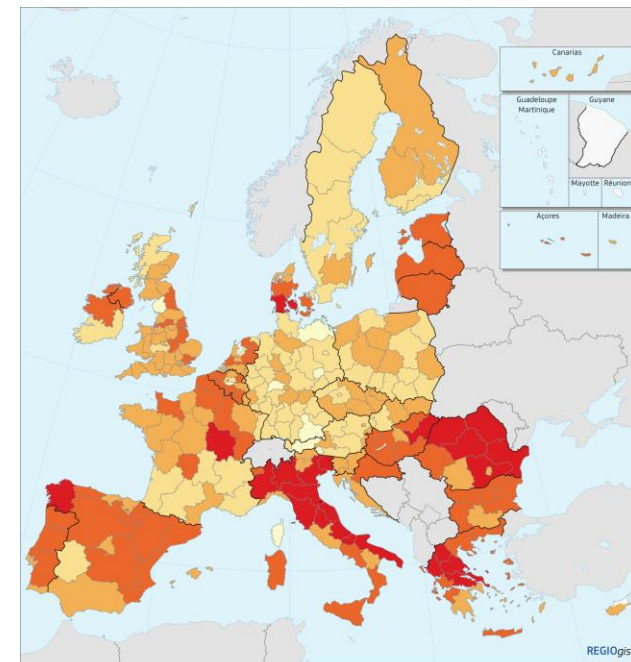 Canarias
Guadeloupe
Martinique
Guyane
Mayotte
Réunion
Açores
Madeira
REGIOgis